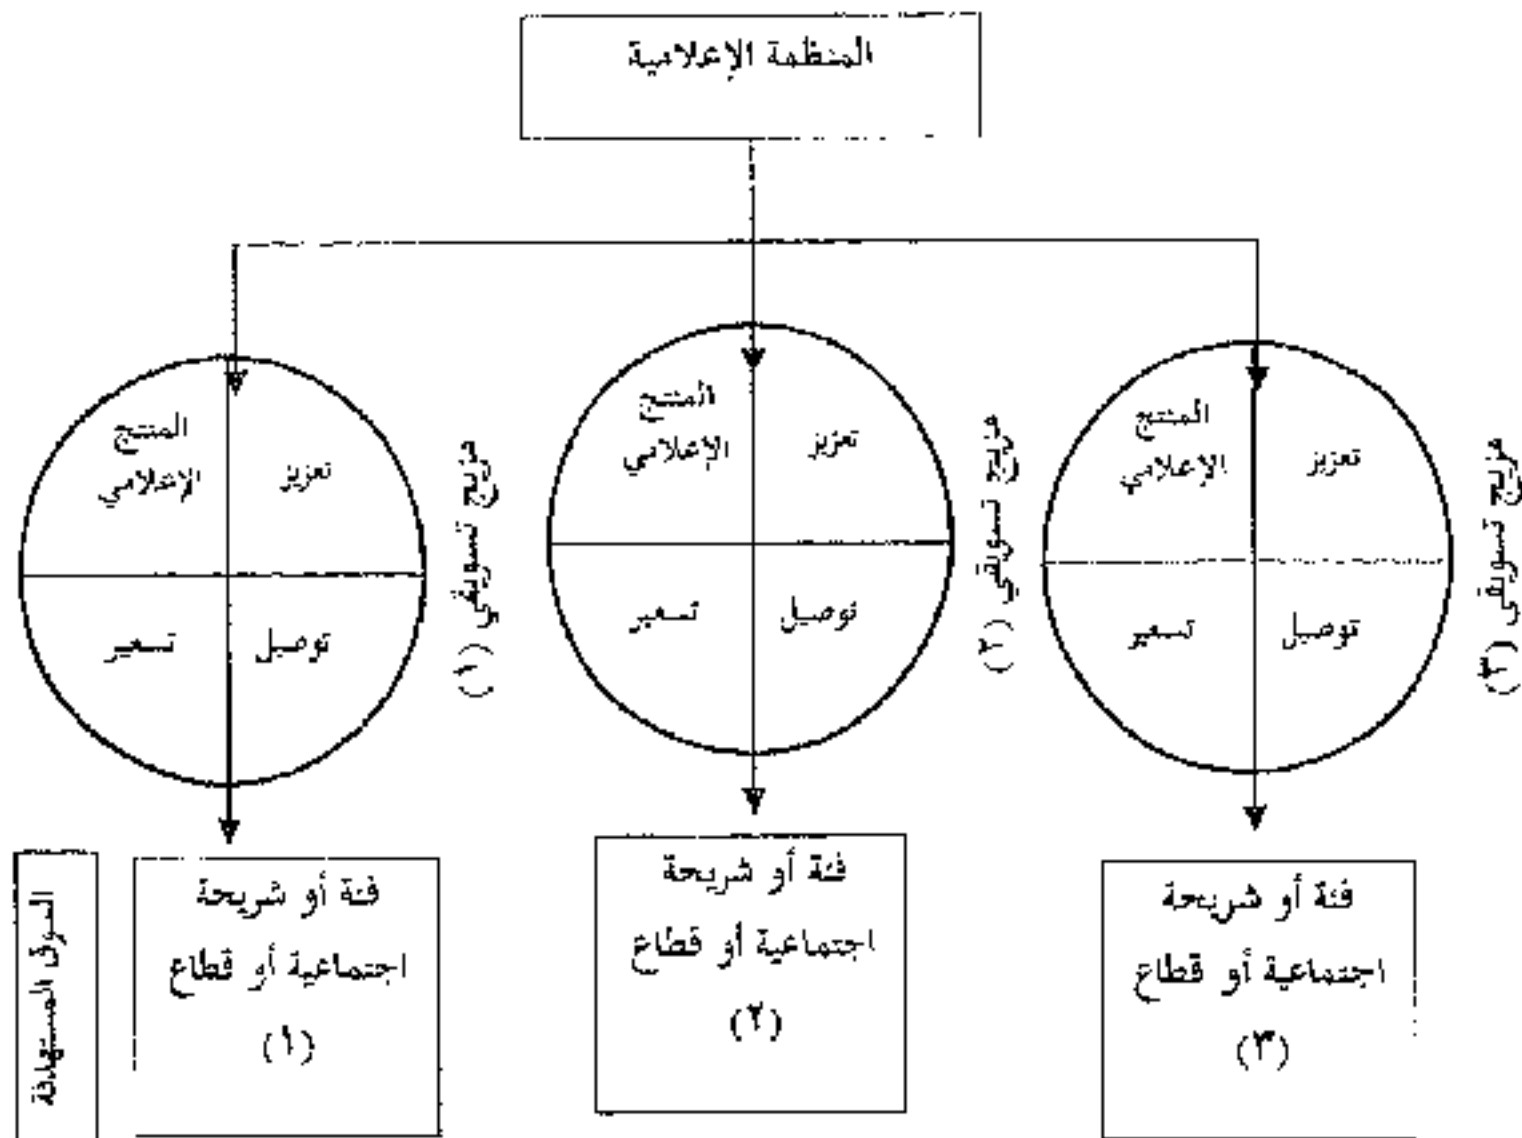 المنظمة الإعلامية
المنتج
الإعلامي
تعزيز
تسعير
توصيل
مزيج تسويقي (١)
المنتج
الإعلامي
تعزيز
تسعير
توصيل
مزيج تسويقي (٢)
المنتج
الإعلامي
تعزيز
تسعير
توصيل
مزيج تسويقي (٣)
السوق المستهدفة
فئة أو شريحة
اجتماعية أو قطاع
(١)
فئة أو شريحة
اجتماعية أو قطاع
(٢)
فئة أو شريحة
اجتماعية أو قطاع
(٣)